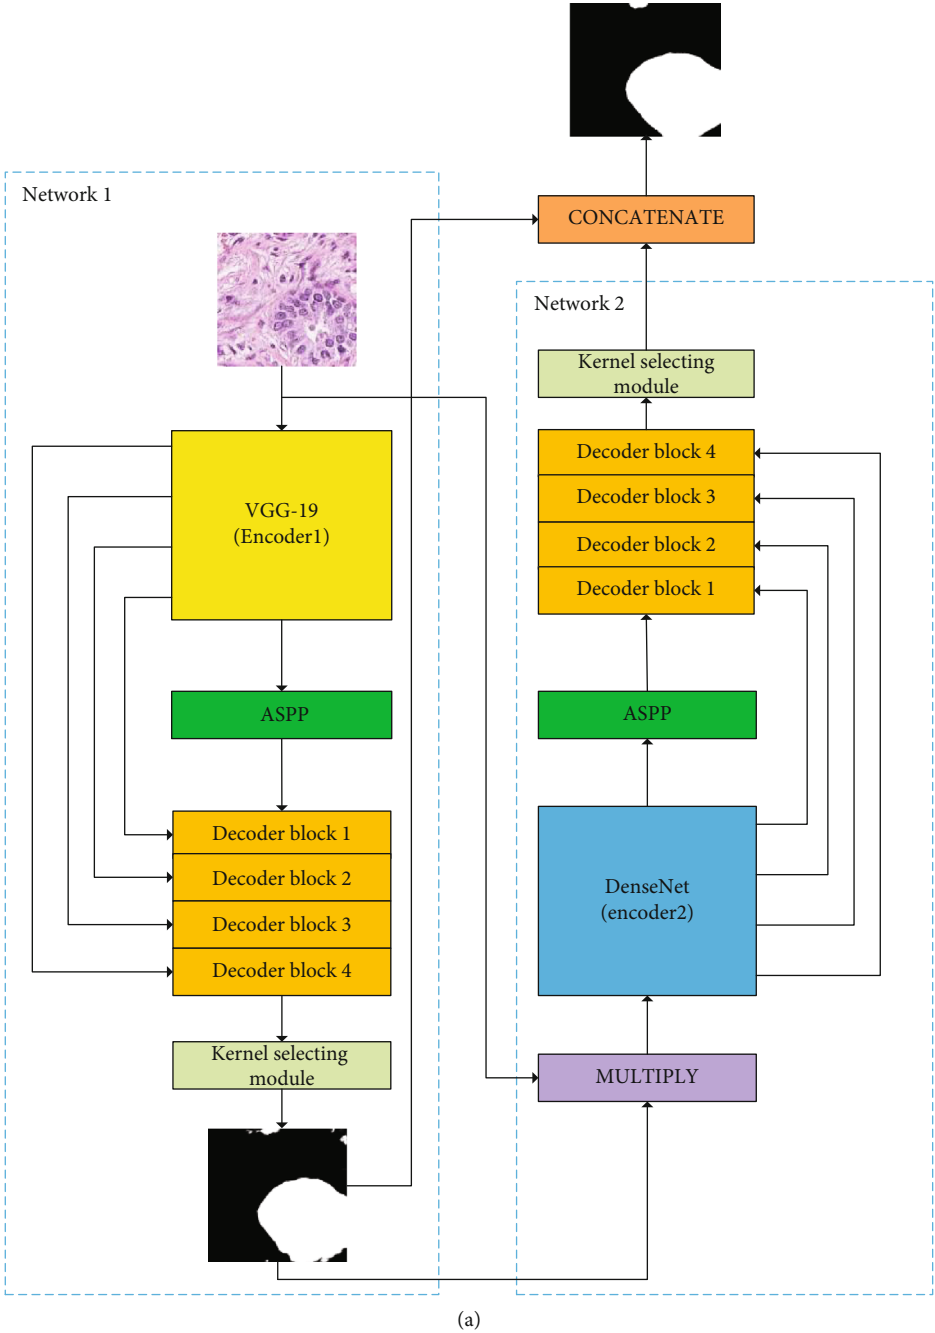 Network 1
VGG-19
(Encoder1)
ASPP
Decoder block 1
Decoder block 2
Decoder block 3
Decoder block 4
Kernel selecting
module
CONCATENATE
Network 2
Kernel selecting
module
Decoder block 4
Decoder block 3
Decoder block 2
Decoder block 1
ASPP
DenseNet
(encoder2)
MULTIPLY
(a)